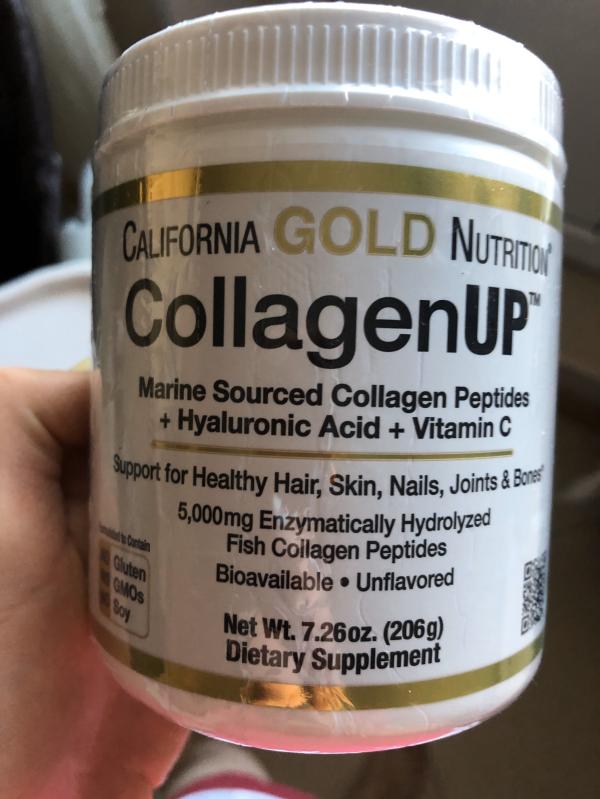 CALIFORNIA GOLD NUTRITION®
CollagenUP™
Marine Sourced Collagen Peptides
+ Hyaluronic Acid + Vitamin C
Support for Healthy Hair, Skin, Nails, Joints & Bones*
5,000mg Enzymatically Hydrolyzed
Fish Collagen Peptides
Bioavailable • Unflavored
to Contain
Gluten
GMOs
Soy
Net Wt. 7.26oz. (206g)
Dietary Supplement